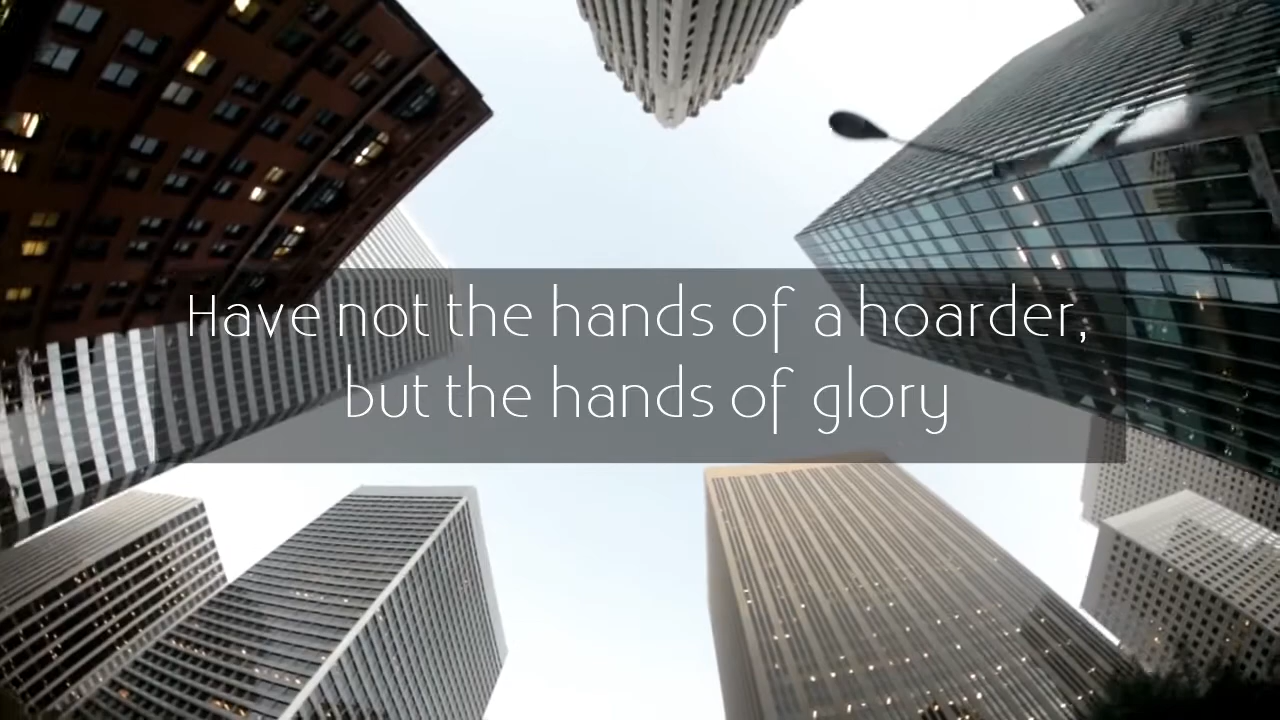 Have not the hands of a hoarder,
but the hands of glory